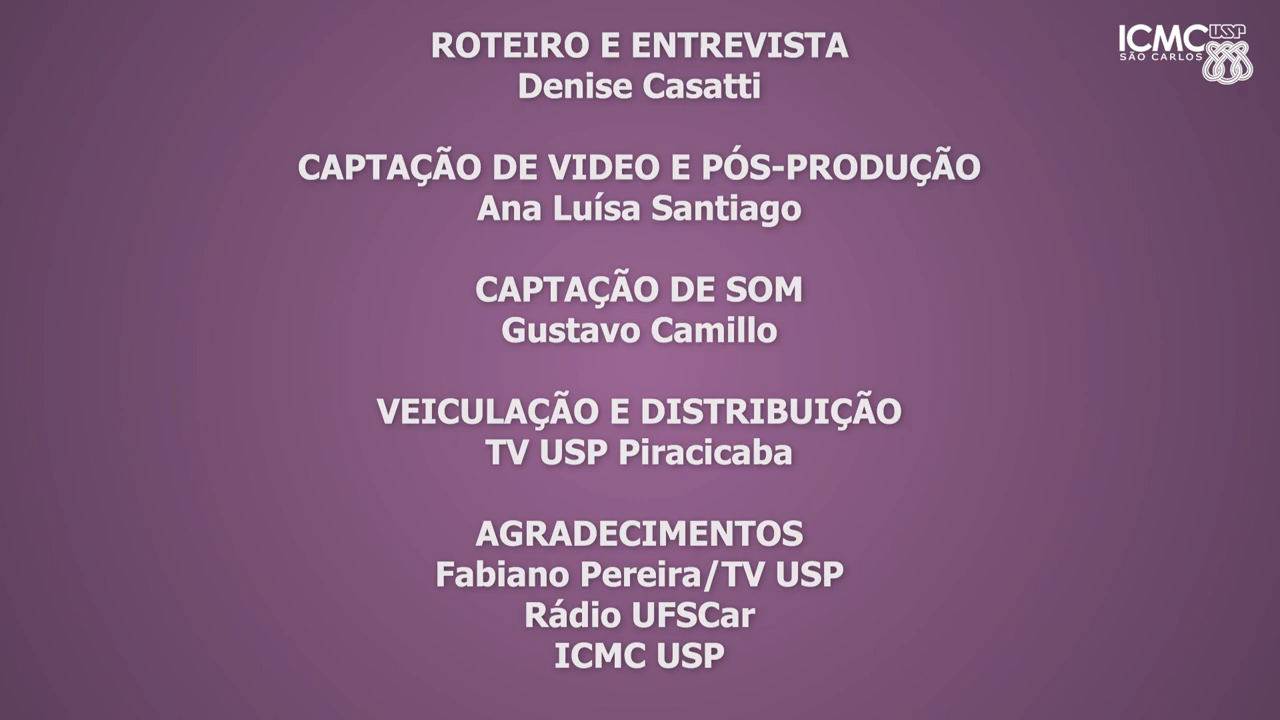 ICMC USP
SÃO CARLOS
ROTEIRO E ENTREVISTA
Denise Casatti
CAPTAÇÃO DE VIDEO E PÓS-PRODUÇÃO
Ana Luísa Santiago
CAPTAÇÃO DE SOM
Gustavo Camillo
VEICULAÇÃO E DISTRIBUIÇÃO
TV USP Piracicaba
AGRADECIMENTOS
Fabiano Pereira/TV USP
Rádio UFSCar
ICMC USP